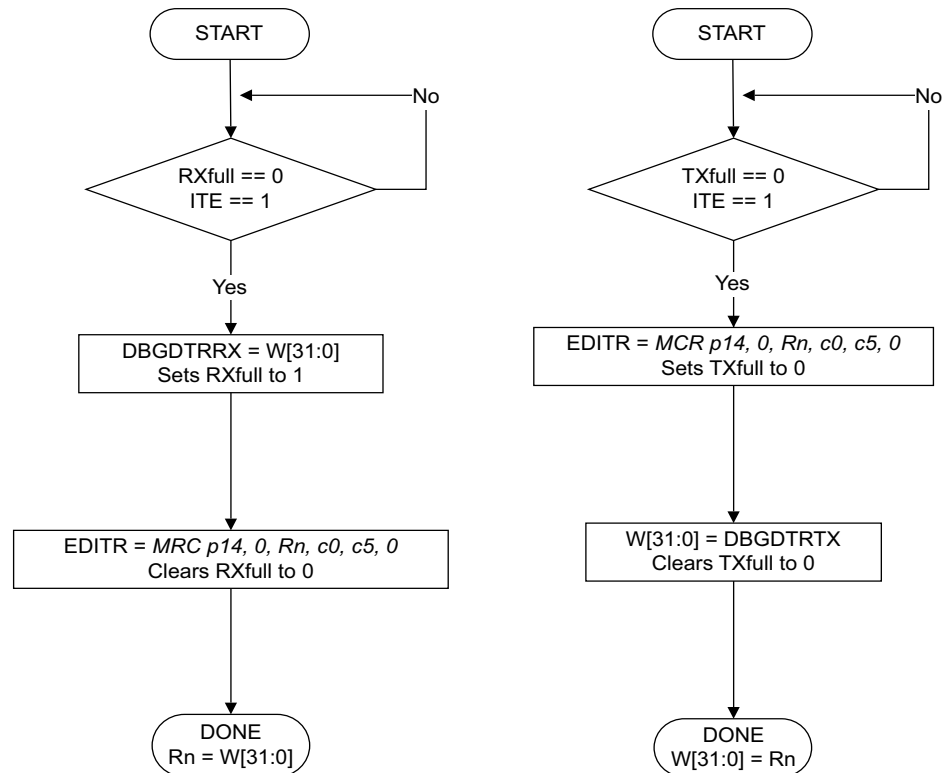 START
No
RXfull == 0
ITE == 1
Yes
DBGDTRRX = W[31:0]
Sets RXfull to 1
EDITR = MRC p14, 0, Rn, c0, c5, 0
Clears RXfull to 0
DONE
Rn = W[31:0]
START
No
TXfull == 0
ITE == 1
Yes
EDITR = MCR p14, 0, Rn, c0, c5, 0
Sets TXfull to 0
W[31:0] = DBGDTRTX
Clears TXfull to 0
DONE
W[31:0] = Rn